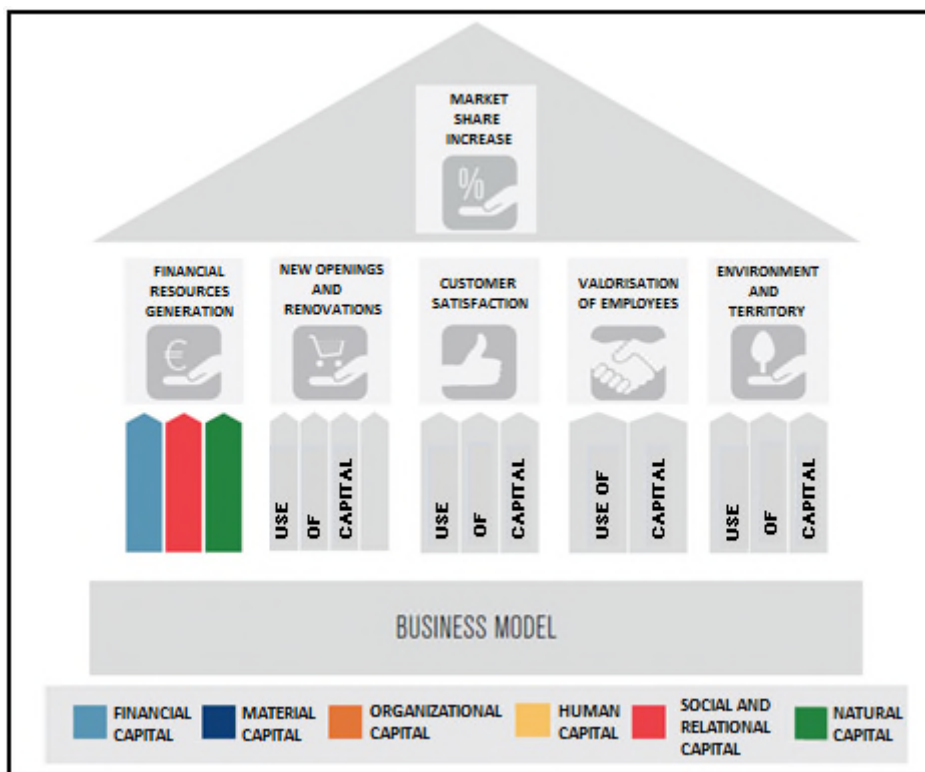 MARKET
SHARE
INCREASE
%
FINANCIAL
RESOURCES
GENERATION
€
NEW OPENINGS
AND
RENOVATIONS
CUSTOMER
SATISFACTION
VALORISATION
OF EMPLOYEES
ENVIRONMENT
AND
TERRITORY
USE
OF
CAPITAL
USE
OF
CAPITAL
USE OF
CAPITAL
USE
OF
CAPITAL
BUSINESS MODEL
FINANCIAL
CAPITAL
MATERIAL
CAPITAL
ORGANIZATIONAL
CAPITAL
HUMAN
CAPITAL
SOCIAL AND
RELATIONAL
CAPITAL
NATURAL
CAPITAL